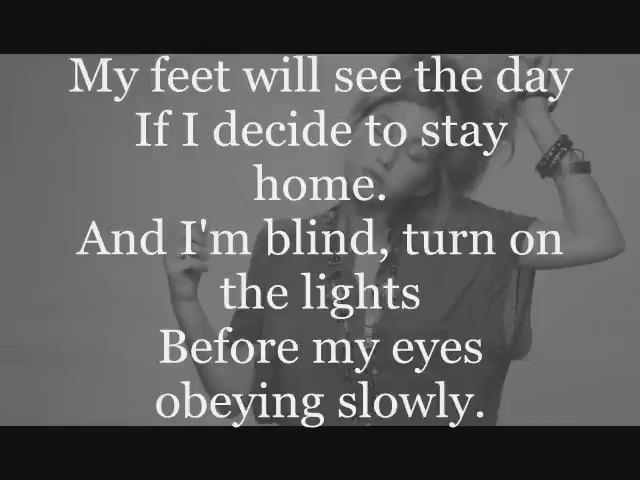 My feet will see the day
If I decide to stay
home.
And I'm blind, turn on
the lights
Before my eyes
obeying slowly.